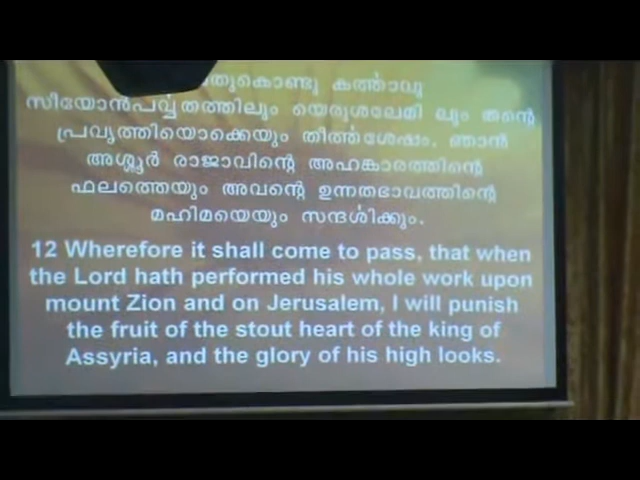 കർത്താവു
സീയോൻപർവ്വതത്തിലും യെരുശലേമി ലും തന്റെ
പ്രവൃത്തിയൊക്കെയും തീർത്തശേഷം. ഞാൻ
അശ്ശൂർ രാജാവിന്റെ അഹങ്കാരത്തിന്റെ
ഫലത്തെയും അവന്റെ ഉന്നതഭാവത്തിന്റെ
മഹിമയെയും സന്ദർശിക്കും.
12 Wherefore it shall come to pass, that when
the Lord hath performed his whole work upon
mount Zion and on Jerusalem, I will punish
the fruit of the stout heart of the king of
Assyria, and the glory of his high looks.